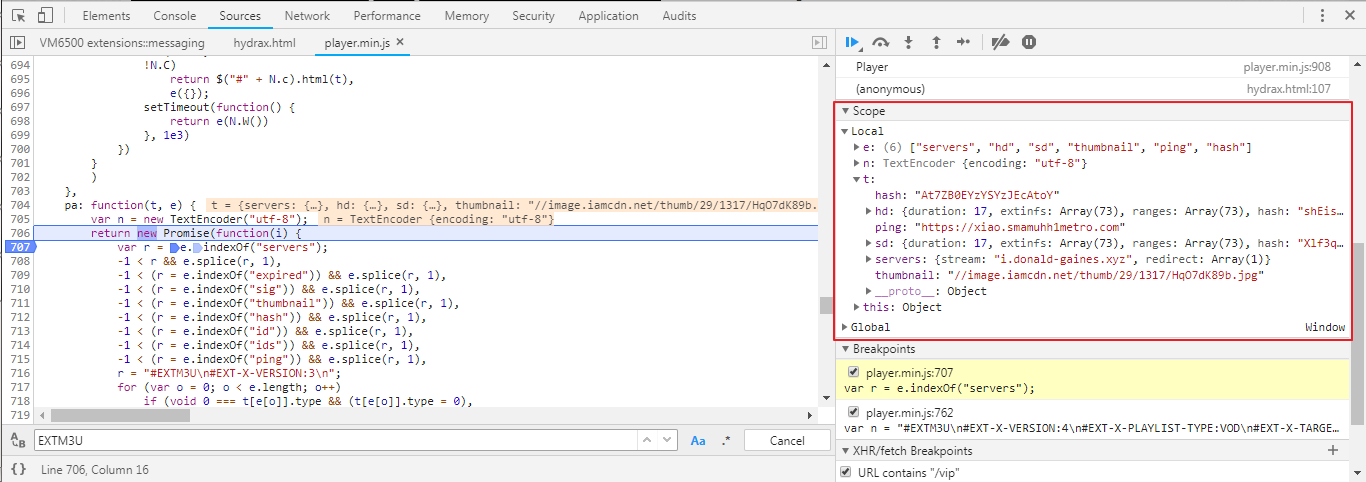 Elements Console Sources Network Performance Memory Security Application Audits
VM6500 extensions::messaging hydrax.html player.min.js ×
694 !N.C)
695 return $("#" + N.c).html(t),
696 e({});
697 setTimeout(function() {
698 return e(N.W())
699 }, 1e3)
700 })
701 }
702 )
703 },
704 pa: function(t, e) { t = {servers: {…}, hd: {…}, sd: {…}, thumbnail: "//image.iamcdn.net/thumb/29/1317/HqO7dK89b.
705 var n = new TextEncoder("utf-8"); n = TextEncoder {encoding: "utf-8"}
706 return new Promise(function(i) {
707 var r = e.indexOf("servers");
708 -1 < r && e.splice(r, 1),
709 -1 < (r = e.indexOf("expired")) && e.splice(r, 1),
710 -1 < (r = e.indexOf("sig")) && e.splice(r, 1),
711 -1 < (r = e.indexOf("thumbnail")) && e.splice(r, 1),
712 -1 < (r = e.indexOf("hash")) && e.splice(r, 1),
713 -1 < (r = e.indexOf("id")) && e.splice(r, 1),
714 -1 < (r = e.indexOf("ids")) && e.splice(r, 1),
715 -1 < (r = e.indexOf("ping")) && e.splice(r, 1),
716 r = "#EXTM3U\n#EXT-X-VERSION:3\n";
717 for (var o = 0; o < e.length; o++)
718 if (void 0 === t[e[o]].type && (t[e[o]].type = 0),
719
EXTM3U Aa .* Cancel
{} Line 706, Column 16
Player player.min.js:908
(anonymous) hydrax.html:107
Scope
Local
e: (6) ["servers", "hd", "sd", "thumbnail", "ping", "hash"]
n: TextEncoder {encoding: "utf-8"}
t:
hash: "At7ZB0EYzYSYzJEcAtoY"
hd: {duration: 17, extinfs: Array(73), ranges: Array(73), hash: "shEis…
ping: "https://xiao.smamuhh1metro.com"
sd: {duration: 17, extinfs: Array(73), ranges: Array(73), hash: "Xlf3q…
servers: {stream: "i.donald-gaines.xyz", redirect: Array(1)}
thumbnail: "//image.iamcdn.net/thumb/29/1317/HqO7dK89b.jpg"
__proto__: Object
this: Object
Global Window
Breakpoints
player.min.js:707
var r = e.indexOf("servers");
player.min.js:762
var n = "#EXTM3U\n#EXT-X-VERSION:4\n#EXT-X-PLAYLIST-TYPE:VOD\n#EXT-X-TARGE…
XHR/fetch Breakpoints
URL contains "/vip"